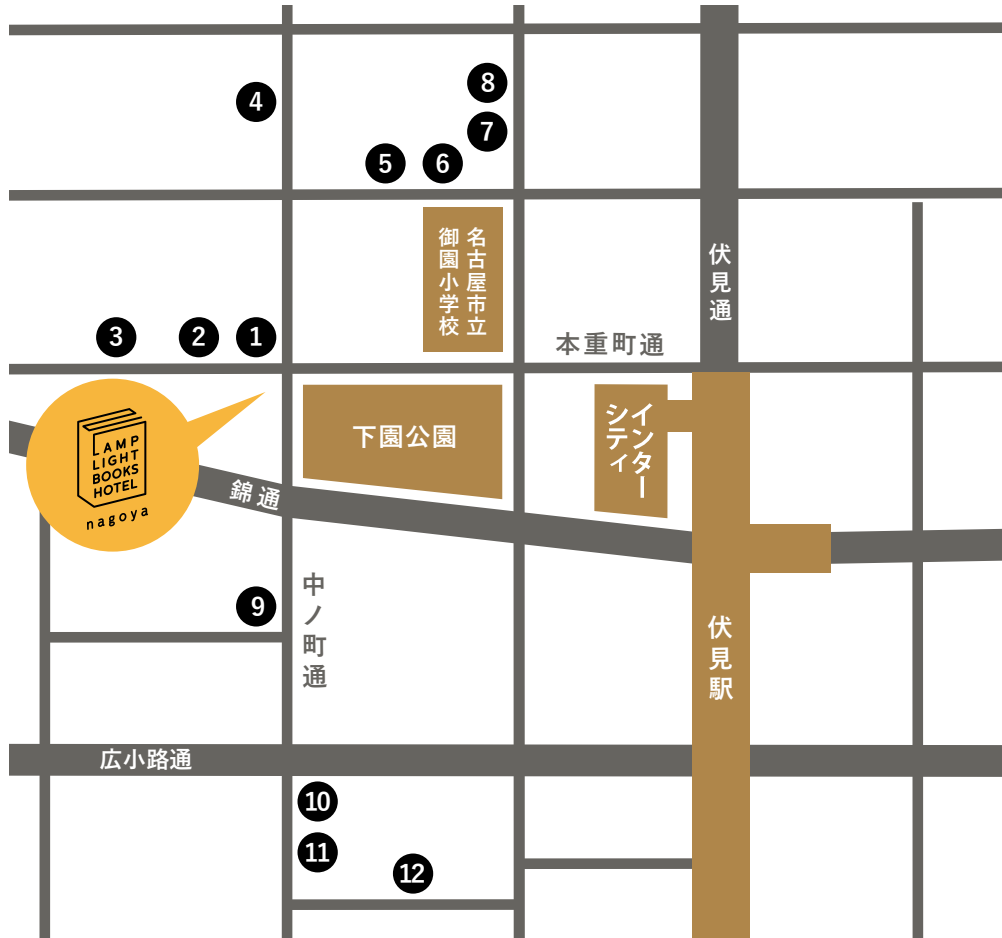 8
4
7
5
6
名古屋市立
御園小学校
伏見通
3
2
1
本重町通
LAMP
LIGHT
BOOKS
HOTEL
nagoya
下園公園
インター
シティ
錦通
9
中ノ町通
伏見駅
広小路通
10
11
12